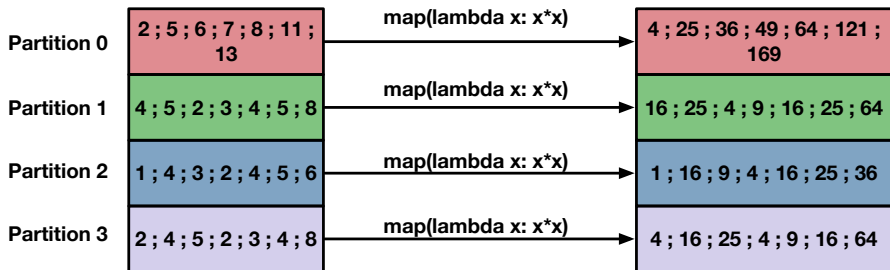 Partition 0
2 ; 5 ; 6 ; 7 ; 8 ; 11 ;
13
map(lambda x: x*x)
4 ; 25 ; 36 ; 49 ; 64 ; 121 ;
169
Partition 1
4 ; 5 ; 2 ; 3 ; 4 ; 5 ; 8
map(lambda x: x*x)
16 ; 25 ; 4 ; 9 ; 16 ; 25 ; 64
Partition 2
1 ; 4 ; 3 ; 2 ; 4 ; 5 ; 6
map(lambda x: x*x)
1 ; 16 ; 9 ; 4 ; 16 ; 25 ; 36
Partition 3
2 ; 4 ; 5 ; 2 ; 3 ; 4 ; 8
map(lambda x: x*x)
4 ; 16 ; 25 ; 4 ; 9 ; 16 ; 64